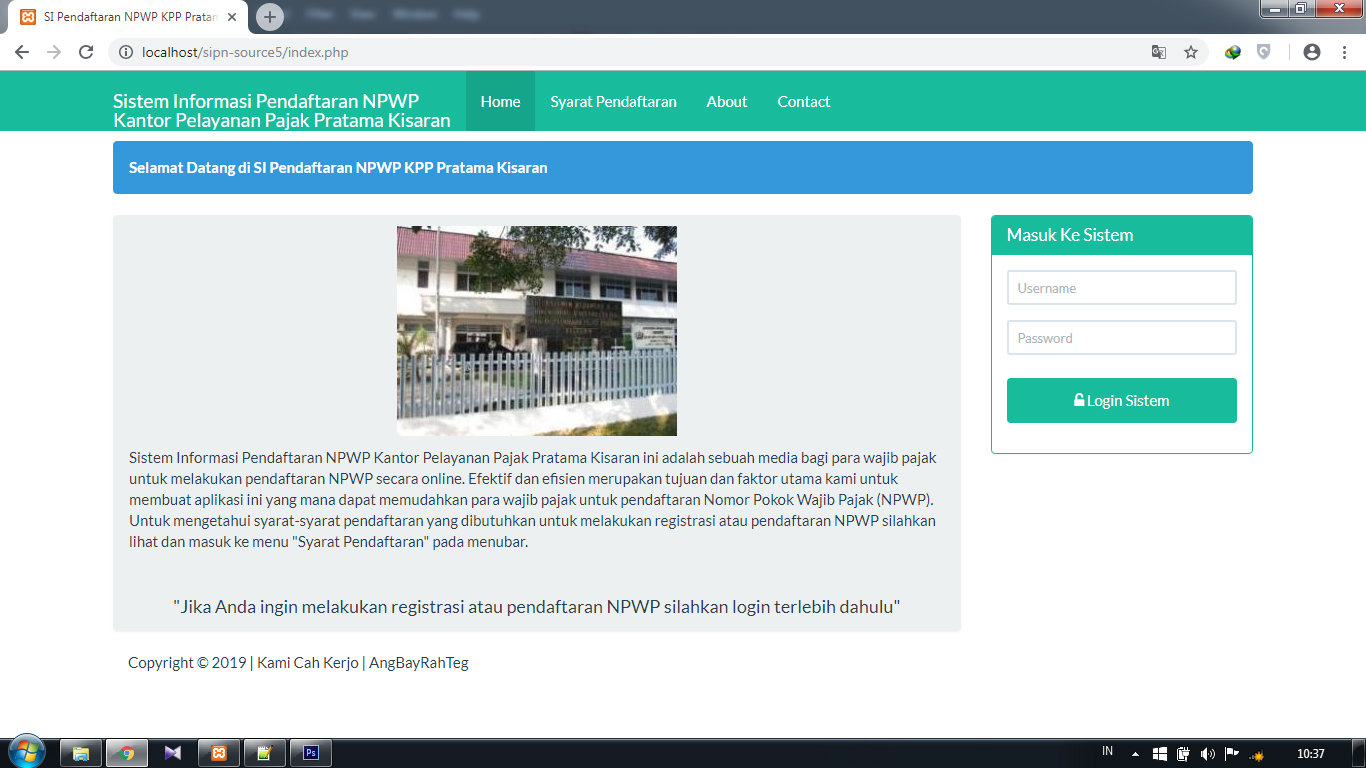 SI Pendaftaran NPWP KPP Pratam
localhost/sipn-source5/index.php
Sistem Informasi Pendaftaran NPWP
Kantor Pelayanan Pajak Pratama Kisaran
Home
Syarat Pendaftaran
About
Contact
Selamat Datang di SI Pendaftaran NPWP KPP Pratama Kisaran
Sistem Informasi Pendaftaran NPWP Kantor Pelayanan Pajak Pratama Kisaran ini adalah sebuah media bagi para wajib pajak
untuk melakukan pendaftaran NPWP secara online. Efektif dan efisien merupakan tujuan dan faktor utama kami untuk
membuat aplikasi ini yang mana dapat memudahkan para wajib pajak untuk pendaftaran Nomor Pokok Wajib Pajak (NPWP).
Untuk mengetahui syarat-syarat pendaftaran yang dibutuhkan untuk melakukan registrasi atau pendaftaran NPWP silahkan
lihat dan masuk ke menu "Syarat Pendaftaran" pada menubar.
"Jika Anda ingin melakukan registrasi atau pendaftaran NPWP silahkan login terlebih dahulu"
Masuk Ke Sistem
Username
Password
Login Sistem
Copyright © 2019 | Kami Cah Kerjo | AngBayRahTeg
Ps
IN
10:37